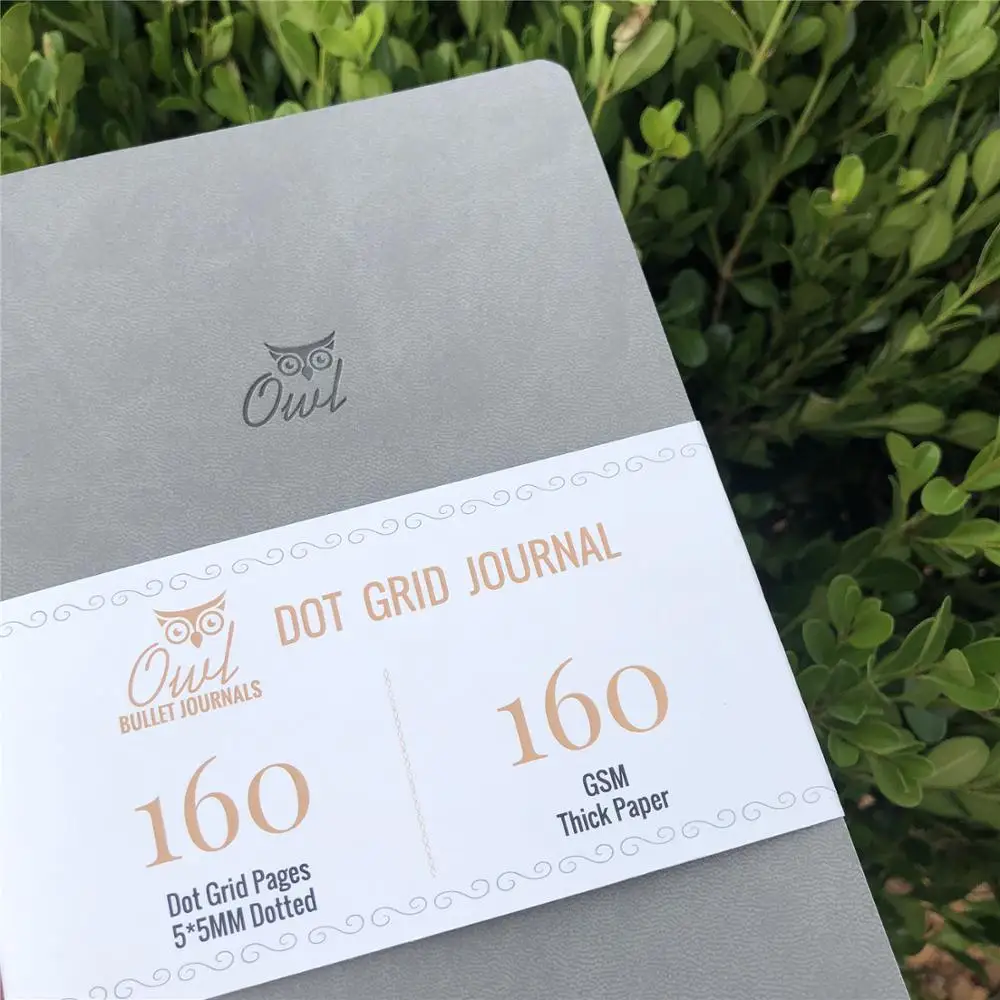 Owl
DOT GRID JOURNAL
Owl
BULLET JOURNALS
160
Dot Grid Pages
5*5MM Dotted
160
GSM
Thick Paper